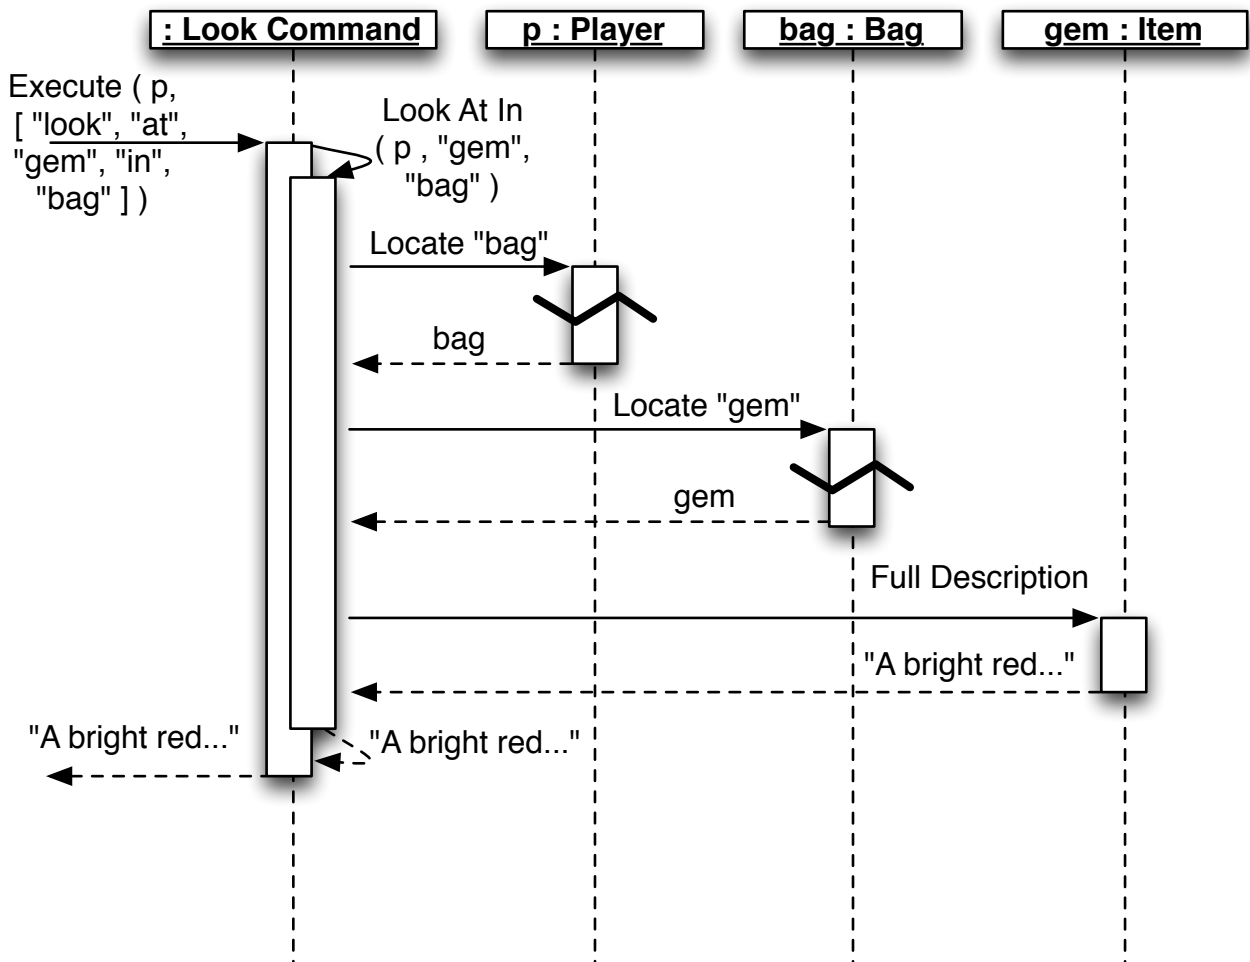 : Look Command
p : Player
bag : Bag
gem : Item
Execute ( p,
[ "look", "at",
"gem", "in",
"bag" ] )
Look At In
( p , "gem",
"bag" )
Locate "bag"
bag
Locate "gem"
gem
Full Description
"A bright red..."
"A bright red..."
"A bright red..."